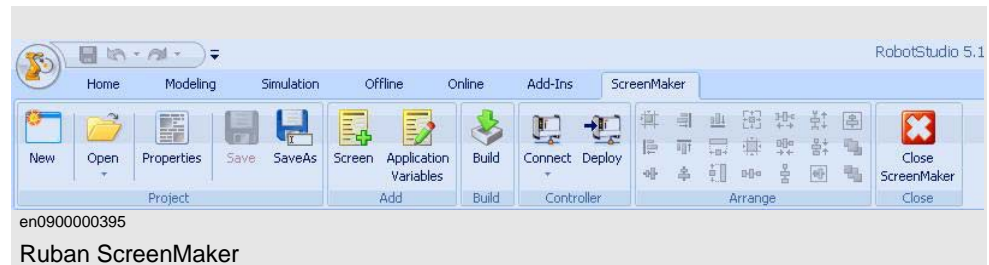 RobotStudio 5.1
Home Modeling Simulation Offline Online Add-Ins ScreenMaker
New Open Properties Save SaveAs Screen Application Variables Build Connect Deploy Close ScreenMaker
Project Add Build Controller Arrange Close
en0900000395
Ruban ScreenMaker